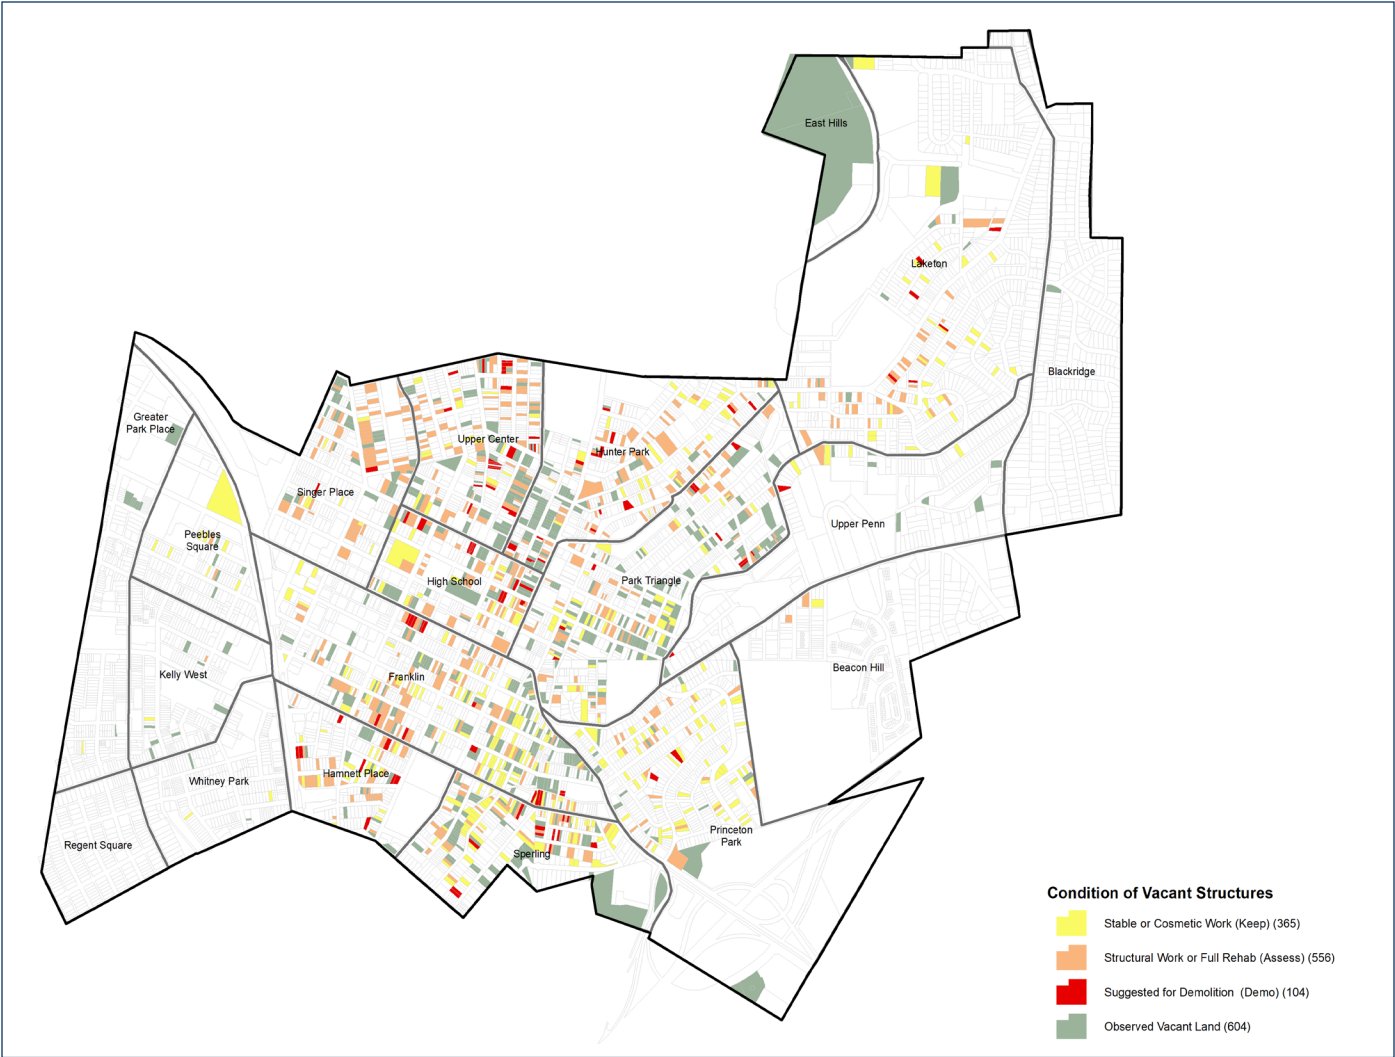 East Hills
Laketon
Blackridge
Greater
Park Place
Upper Center
Hunter Park
Singer Place
Upper Penn
Peebles
Square
High School
Park Triangle
Beacon Hill
Kelly West
Franklin
Whitney Park
Hamnett Place
Princeton
Park
Regent Square
Sperling
Condition of Vacant Structures
Stable or Cosmetic Work (Keep) (365)
Structural Work or Full Rehab (Assess) (556)
Suggested for Demolition (Demo) (104)
Observed Vacant Land (604)